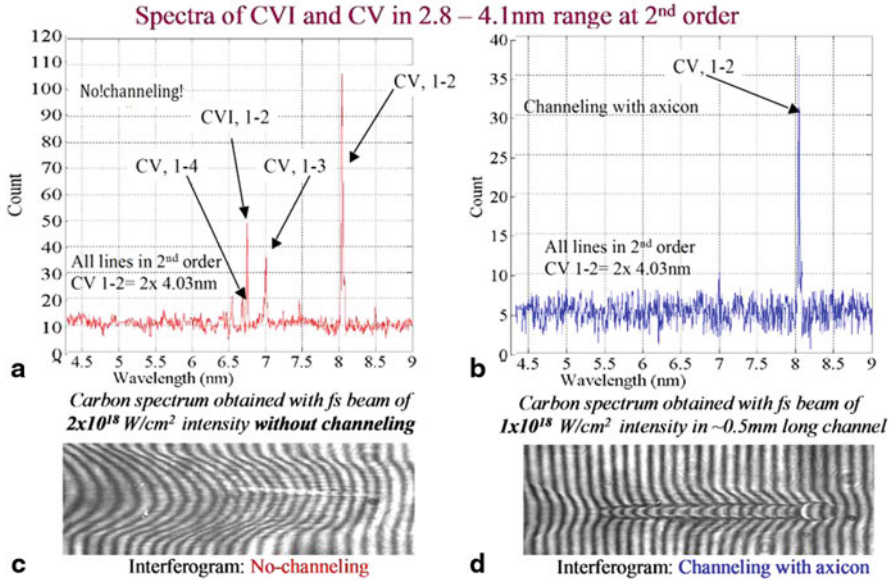 Spectra of CVI and CV in 2.8 – 4.1nm range at 2nd order
120
110
100
90
80
70
60
50
40
30
20
10
0
Count
No!channeling!
CVI, 1-2
CV, 1-4
CV, 1-3
CV, 1-2
All lines in 2nd order
CV 1-2= 2x 4.03nm
4.5 5 5.5 6 6.5 7 7.5 8 8.5 9
Wavelength (nm)
a
Carbon spectrum obtained with fs beam of
2x10^18 W/cm² intensity without channeling
40
35
30
25
20
15
10
5
0
Count
CV, 1-2
Channeling with axicon
All lines in 2nd order
CV 1-2= 2x 4.03nm
4.5 5 5.5 6 6.5 7 7.5 8 8.5 9
Wavelength (nm)
b
Carbon spectrum obtained with fs beam of
1x10^18 W/cm² intensity in ~0.5mm long channel
c
Interferogram: No-channeling
d
Interferogram: Channeling with axicon